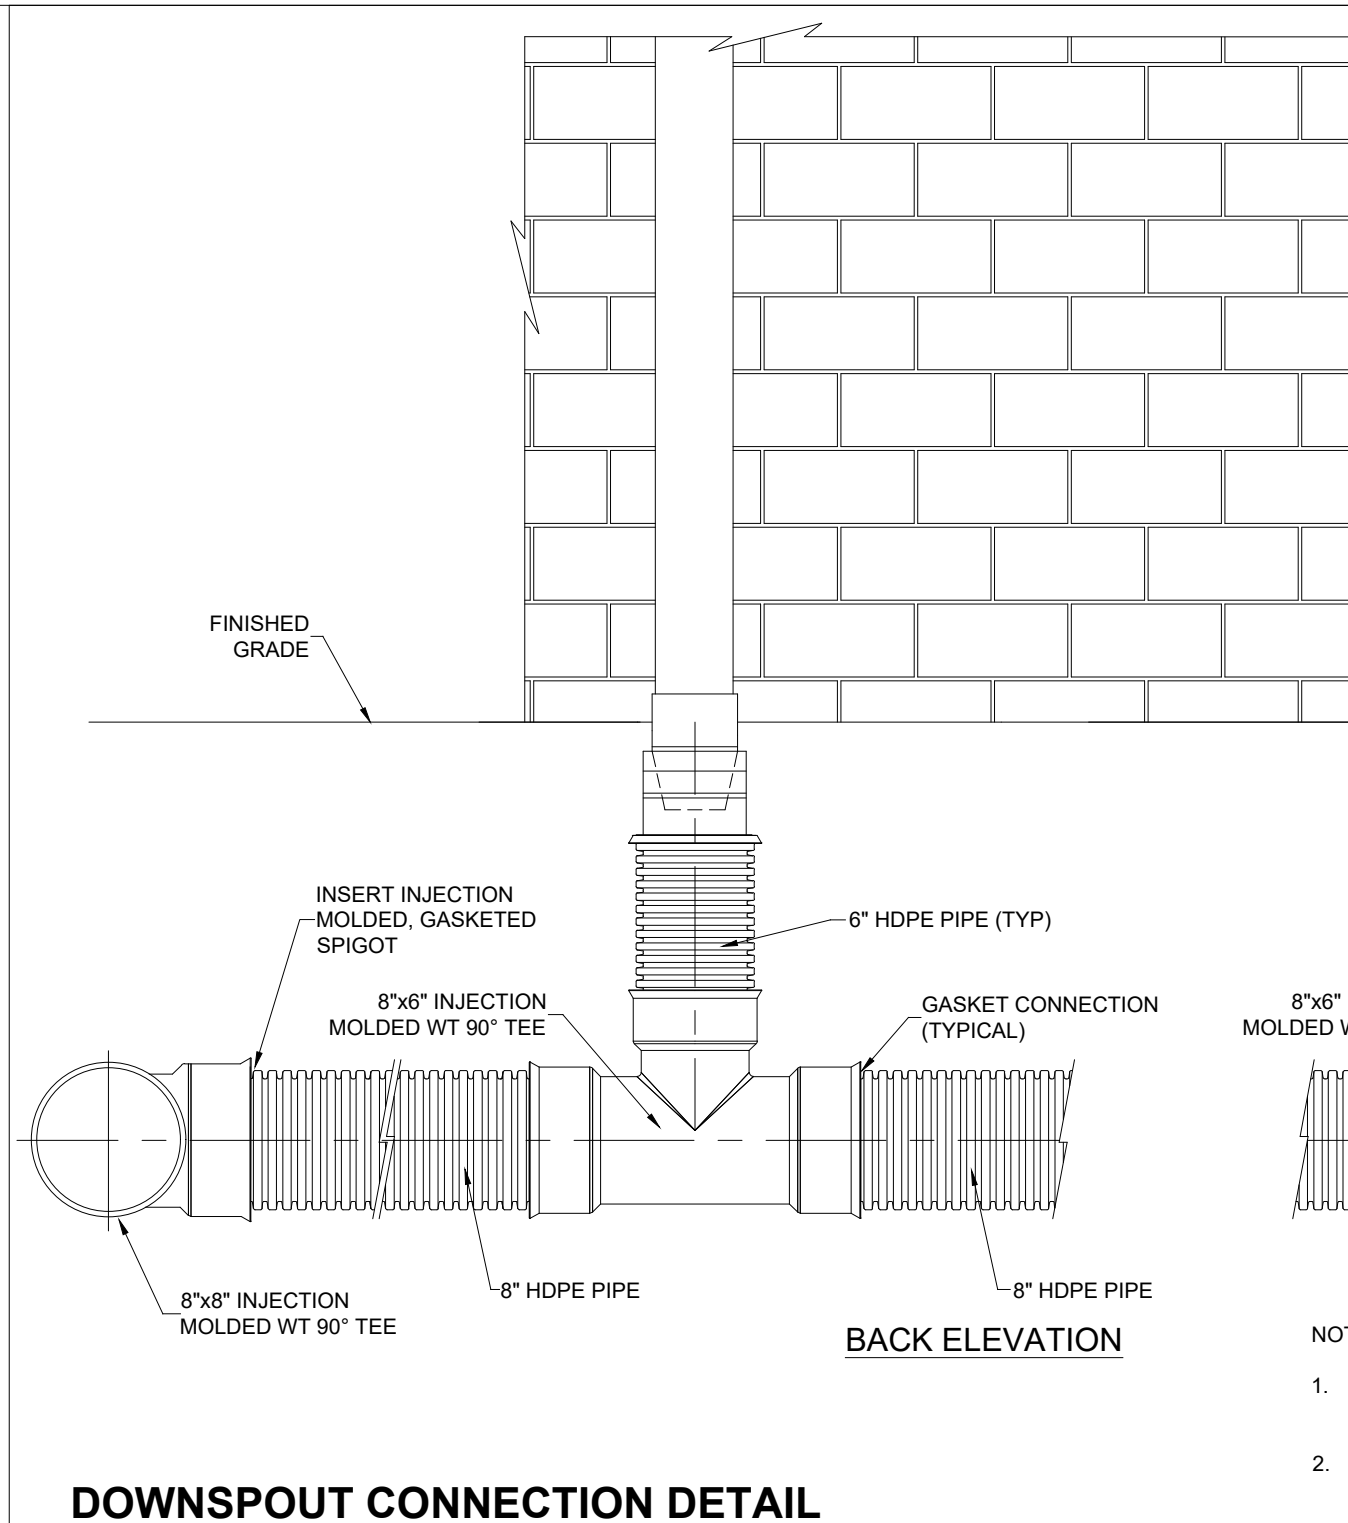 FINISHED
GRADE
INSERT INJECTION
MOLDED, GASKETED
SPIGOT
6" HDPE PIPE (TYP)
8"x6" INJECTION
MOLDED WT 90° TEE
GASKET CONNECTION
(TYPICAL)
8"x6"
MOLDED
8" HDPE PIPE
8" HDPE PIPE
8"x8" INJECTION
MOLDED WT 90° TEE
BACK ELEVATION
1.
2.
DOWNSPOUT CONNECTION DETAIL